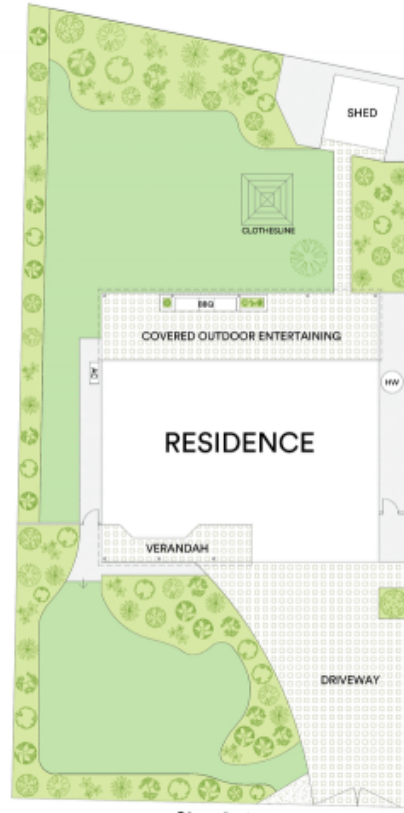 SHED
CLOTHESLINE
BBQ
COVERED OUTDOOR ENTERTAINING
AC
HW
RESIDENCE
VERANDAH
DRIVEWAY